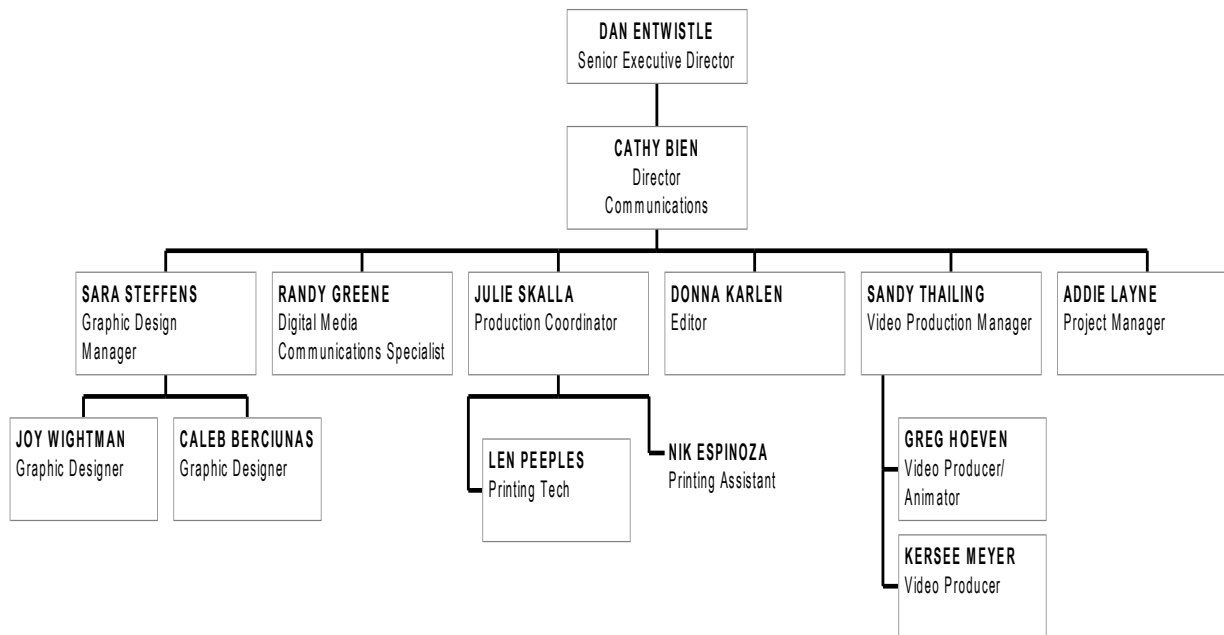 DAN ENTWISTLE
Senior Executive Director
CATHY BIEN
Director
Communications
SARA STEFFENS
Graphic Design
Manager
RANDY GREENE
Digital Media
Communications Specialist
JULIE SKALLA
Production Coordinator
DONNA KARLEN
Editor
SANDY THAILING
Video Production Manager
ADDIE LAYNE
Project Manager
JOY WIGHTMAN
Graphic Designer
CALEB BERCIUNAS
Graphic Designer
LEN PEEPLES
Printing Tech
NIK ESPINOZA
Printing Assistant
GREG HOEVEN
Video Producer/
Animator
KERSEE MEYER
Video Producer